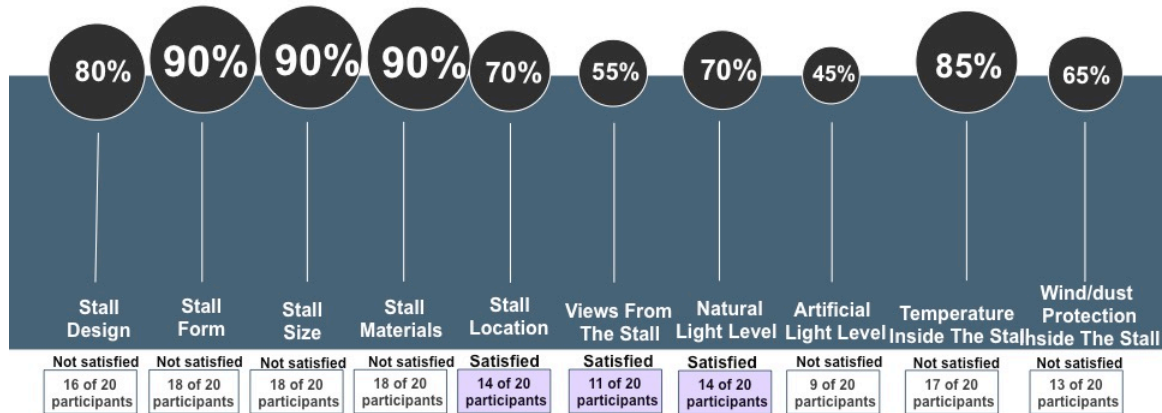 80%
90%
90%
90%
70%
55%
70%
45%
85%
65%
Stall
Design
Stall
Form
Stall
Size
Stall
Materials
Stall
Location
Views From
The Stall
Natural
Light Level
Artificial
Light Level
Temperature
Inside The Stall
Wind/dust
Protection
Inside The Stall
Not satisfied
Not satisfied
Not satisfied
Not satisfied
Satisfied
Satisfied
Satisfied
Not satisfied
Not satisfied
Not satisfied
16 of 20
participants
18 of 20
participants
18 of 20
participants
18 of 20
participants
14 of 20
participants
11 of 20
participants
14 of 20
participants
9 of 20
participants
17 of 20
participants
13 of 20
participants